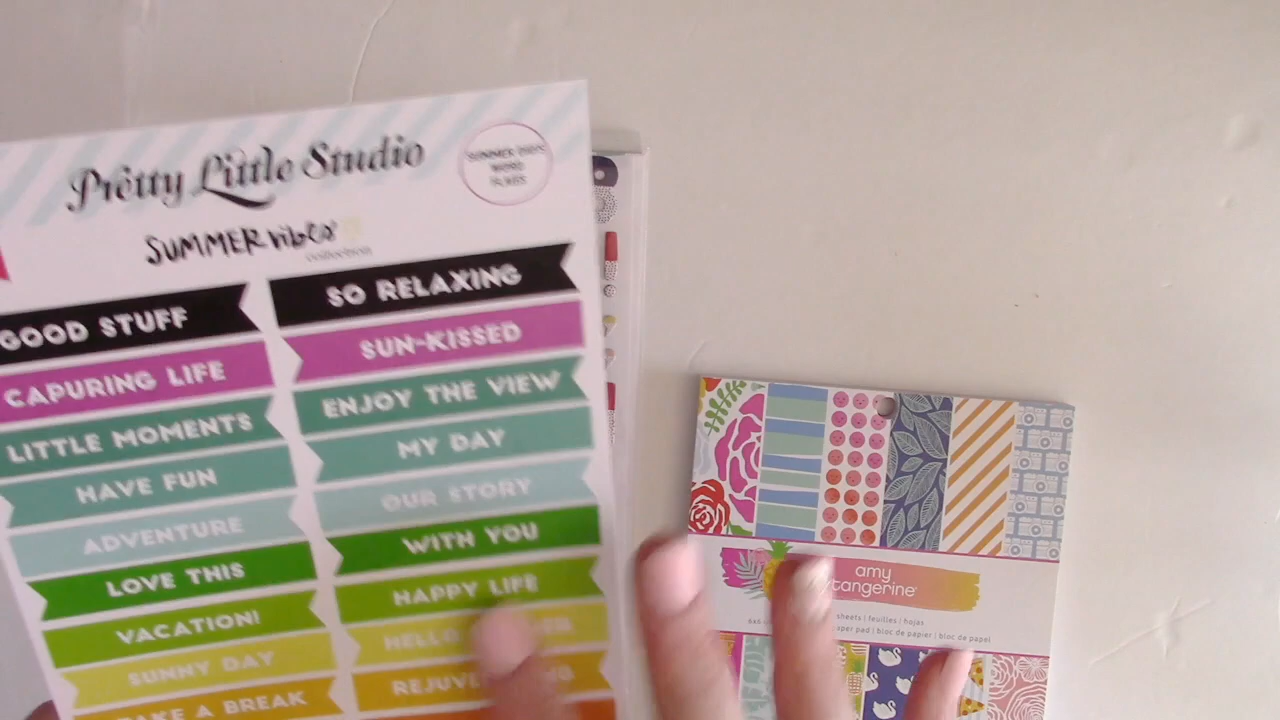 Pretty Little Studio
SUMMER DAYS
WORD
FLAGS
SUMMER vibes
collection
GOOD STUFF
SO RELAXING
CAPURING LIFE
SUN-KISSED
LITTLE MOMENTS
ENJOY THE VIEW
HAVE FUN
MY DAY
ADVENTURE
OUR STORY
LOVE THIS
WITH YOU
VACATION!
HAPPY LIFE
SUNNY DAY
HELLO
A BREAK
amy
tangerine
sheets | feuilles | hojas
paper pad | bloc de papier | bloc de papel